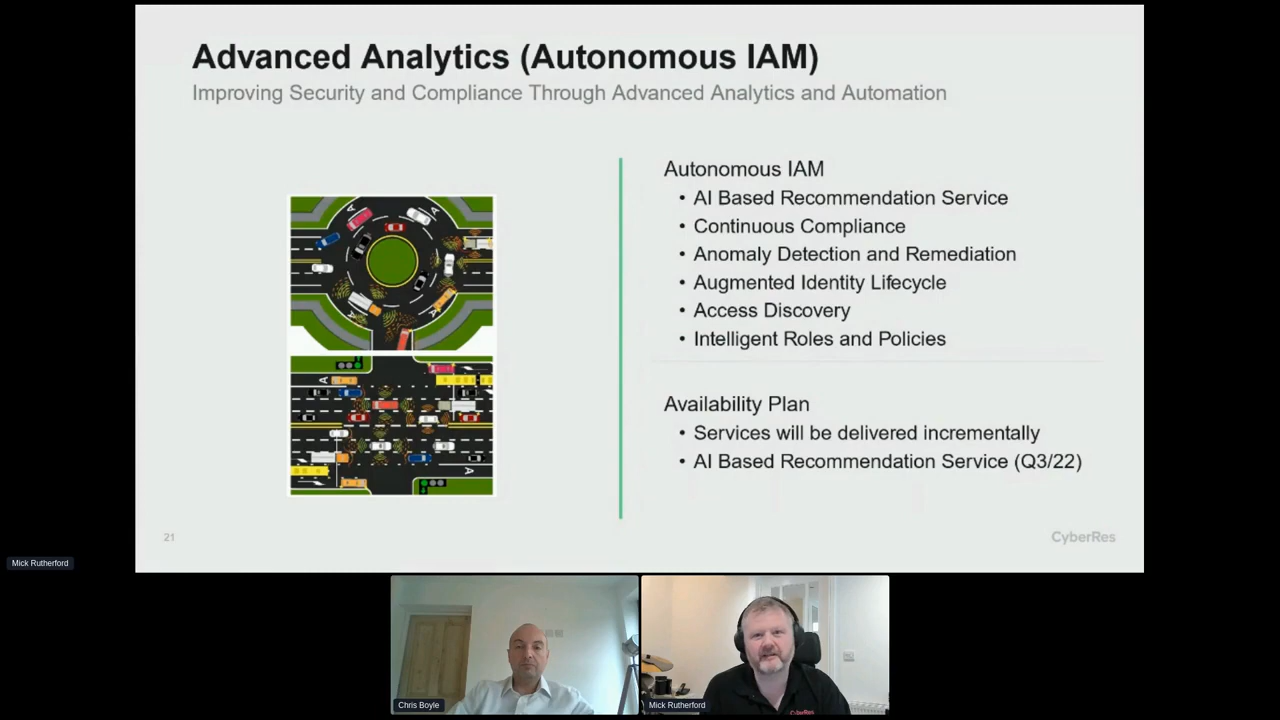 Advanced Analytics (Autonomous IAM)
Improving Security and Compliance Through Advanced Analytics and Automation
Autonomous IAM
• AI Based Recommendation Service
• Continuous Compliance
• Anomaly Detection and Remediation
• Augmented Identity Lifecycle
• Access Discovery
• Intelligent Roles and Policies
Availability Plan
• Services will be delivered incrementally
• AI Based Recommendation Service (Q3/22)
21
CyberRes
Mick Rutherford
Chris Boyle
Mick Rutherford
CyberRes